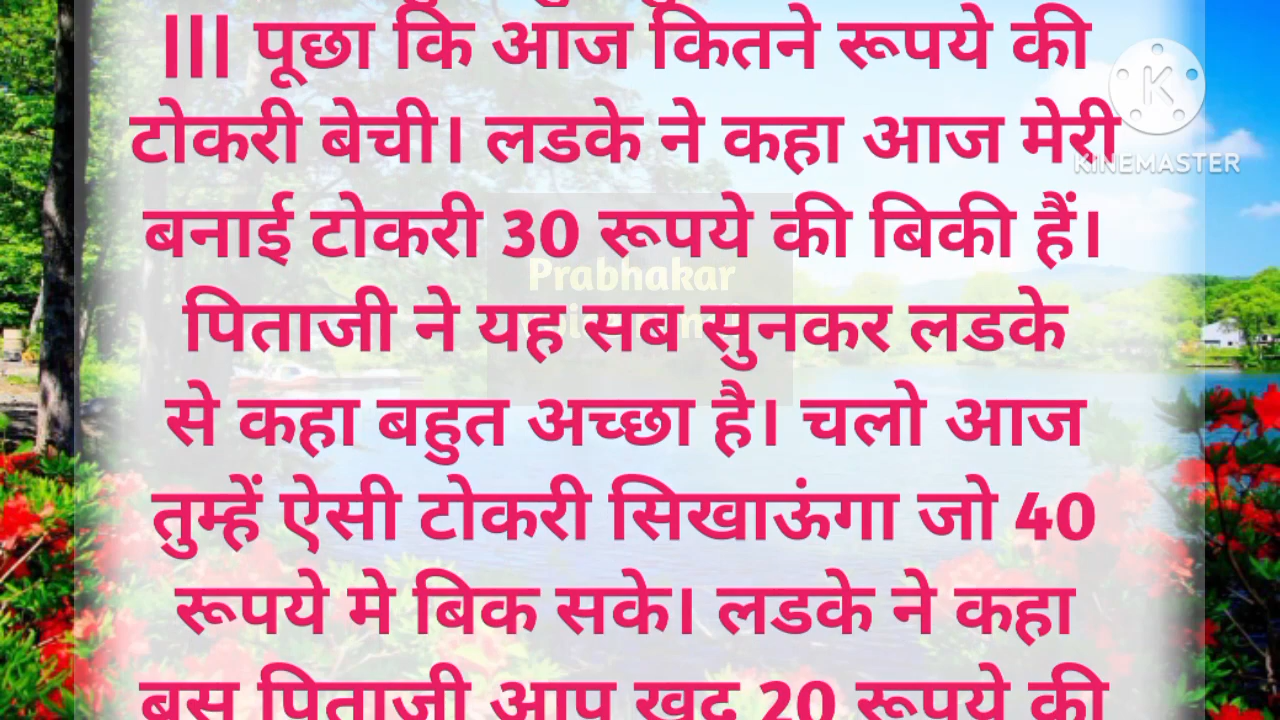 ||| पूछा कि आज कितने रूपये की
टोकरी बेची। लडके ने कहा आज मेरी
बनाई टोकरी 30 रूपये की बिकी हैं।
पिताजी ने यह सब सुनकर लडके
से कहा बहुत अच्छा है। चलो आज
तुम्हें ऐसी टोकरी सिखाऊंगा जो 40
रूपये मे बिक सके। लडके ने कहा
बस पिताजी आप खुद 20 रूपये की
KINEMASTER
Prabhakar